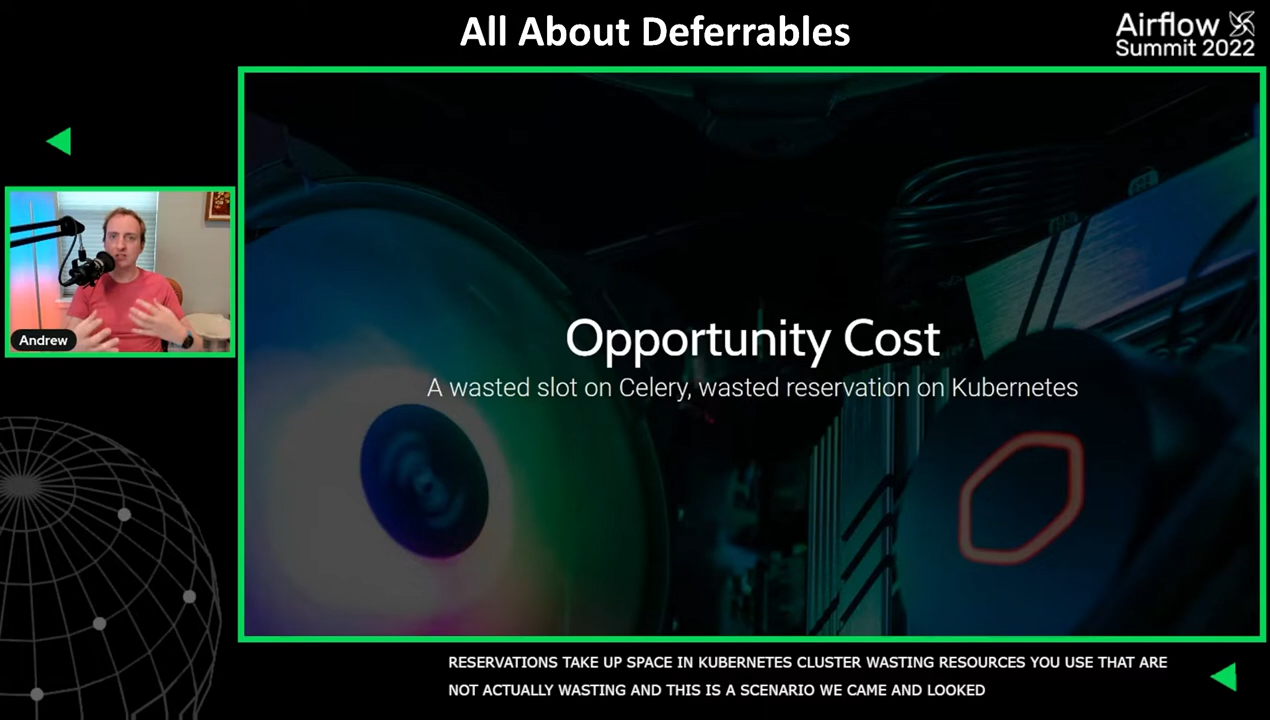 All About Deferrables
Airflow
Summit 2022
Andrew
Opportunity Cost
A wasted slot on Celery, wasted reservation on Kubernetes
RESERVATIONS TAKE UP SPACE IN KUBERNETES CLUSTER WASTING RESOURCES YOU USE THAT ARE
NOT ACTUALLY WASTING AND THIS IS A SCENARIO WE CAME AND LOOKED